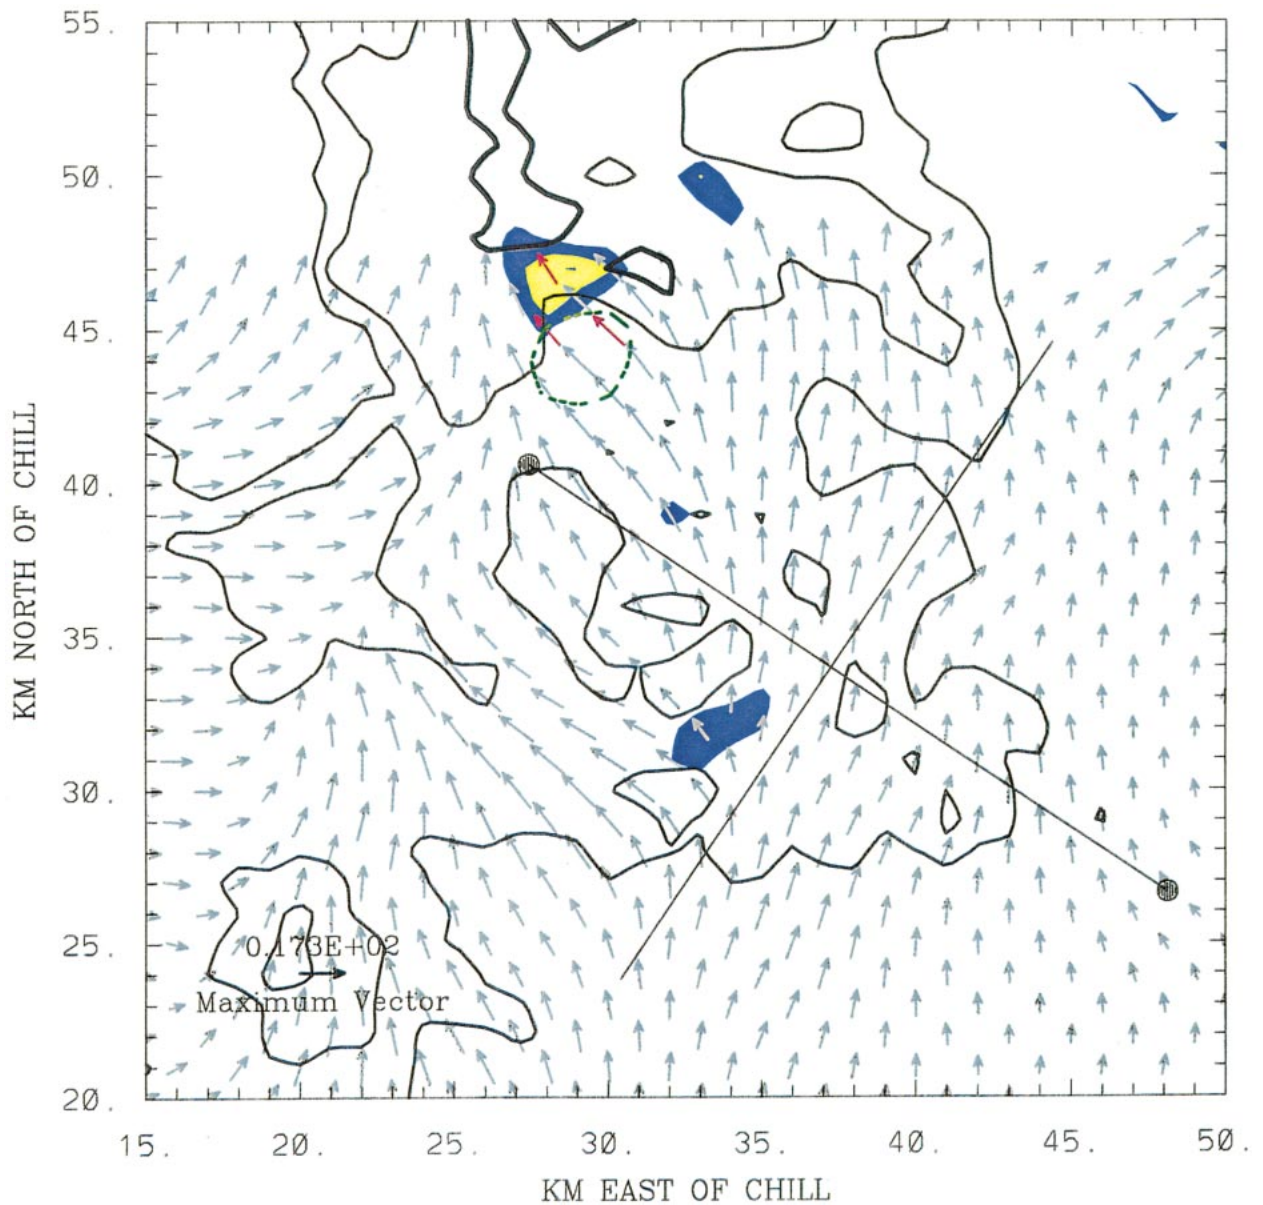 55.
50.
45.
40.
35.
30.
25.
20.
KM NORTH OF CHILL
0.173E+02
Maximum Vector
15. 20. 25. 30. 35. 40. 45. 50.
KM EAST OF CHILL